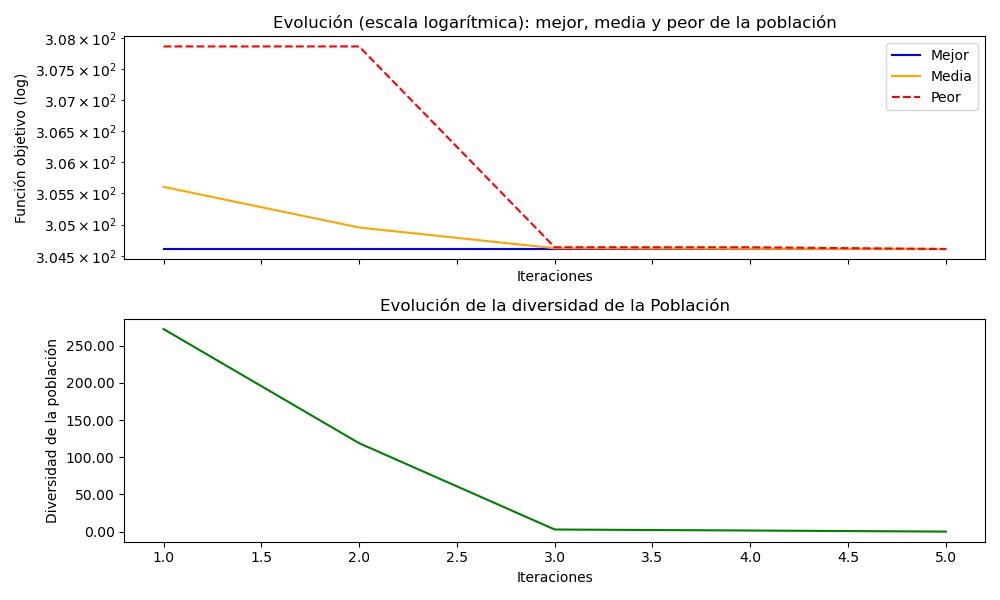 Evolución (escala logarítmica): mejor, media y peor de la población
Función objetivo (log)
3.08 × 10²
3.075 × 10²
3.07 × 10²
3.065 × 10²
3.06 × 10²
3.055 × 10²
3.05 × 10²
3.045 × 10²
Mejor
Media
Peor
Iteraciones
Evolución de la diversidad de la Población
Diversidad de la población
250.00
200.00
150.00
100.00
50.00
0.00
1.0 1.5 2.0 2.5 3.0 3.5 4.0 4.5 5.0
Iteraciones